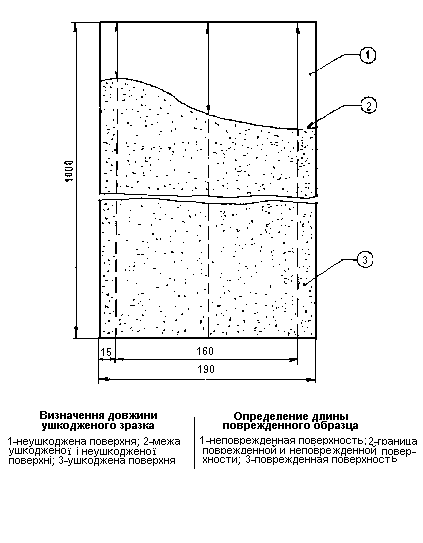 1
2
1000
3
15
160
190
Визначення довжини
ушкодженого зразка
1-неушкоджена поверхня; 2-межа
ушкодженої і неушкодженої
поверхні; 3-ушкоджена поверхня
Определение длины
поврежденного образца
1-неповрежденная поверхность; 2-граница
поврежденной и неповрежденной повер-
хности; 3-поврежденная поверхность